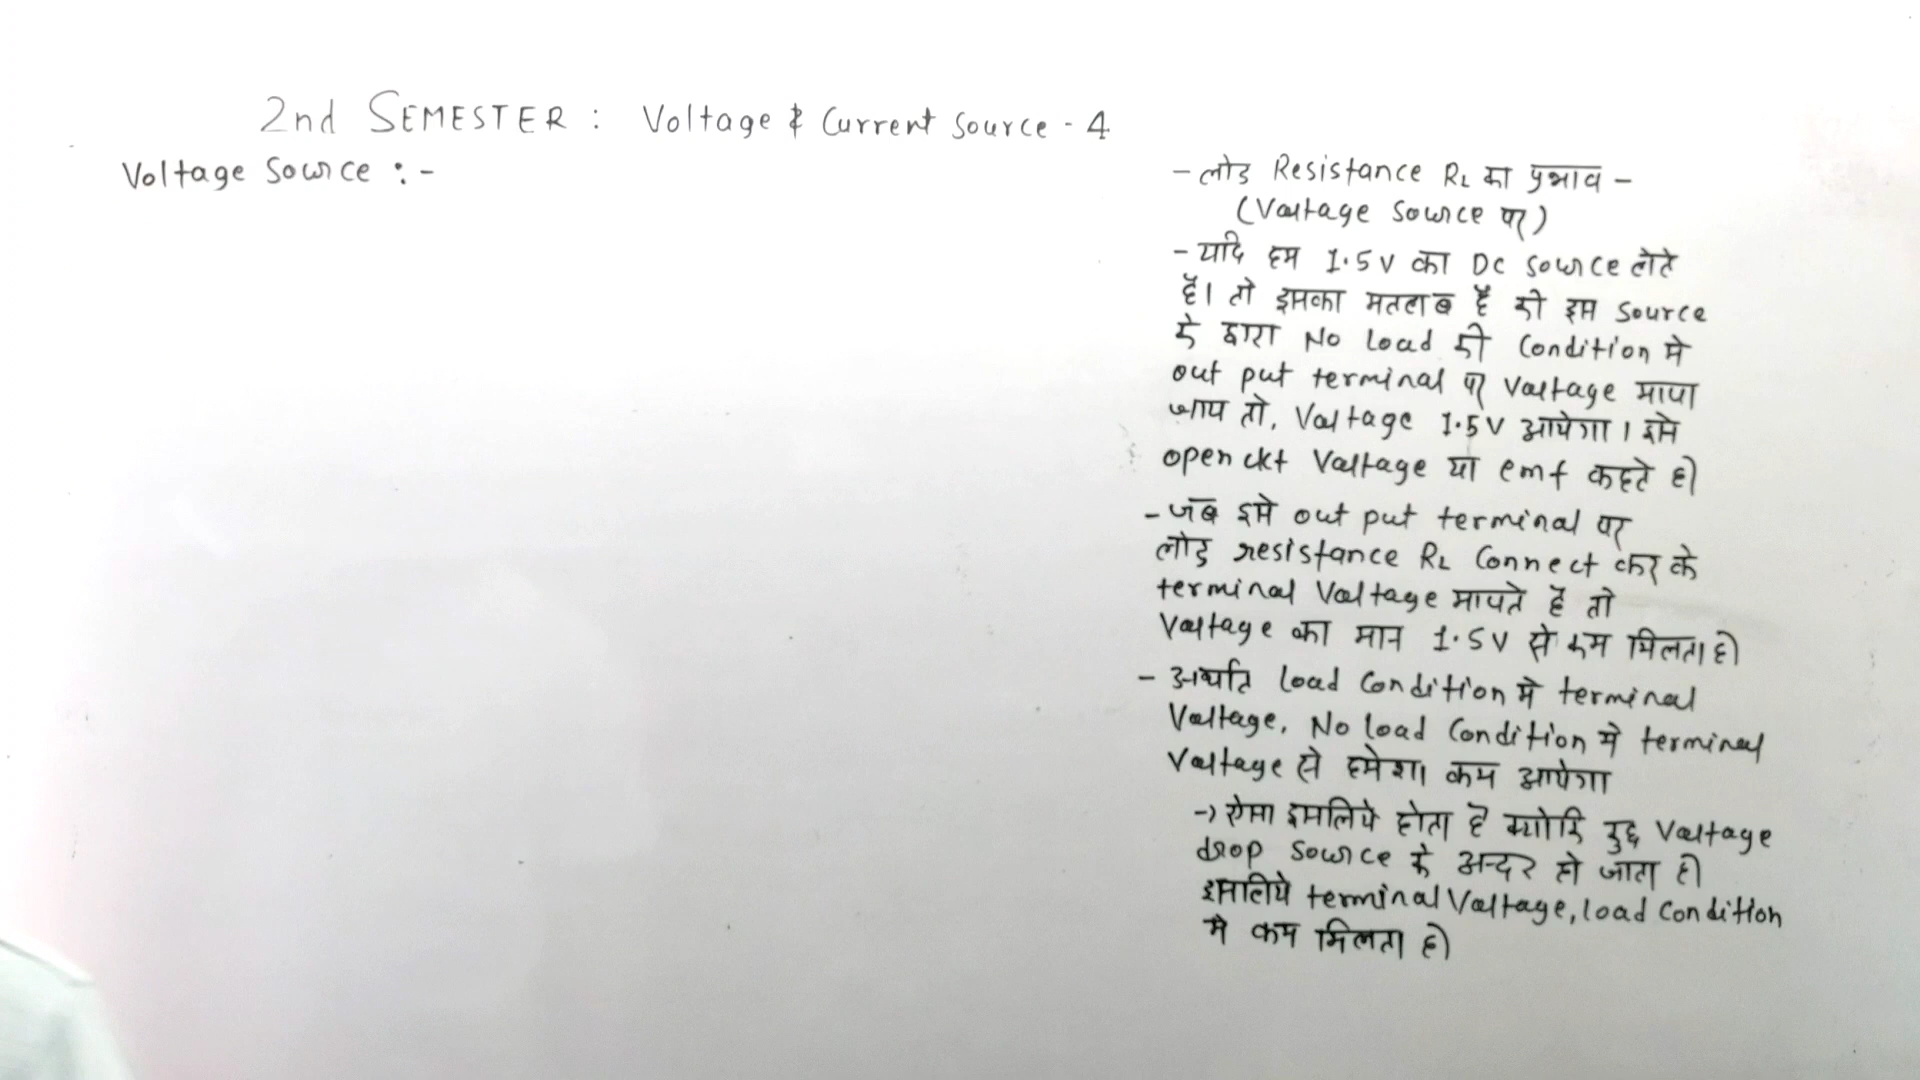 2nd SEMESTER : Voltage & Current Source - 4
Voltage Source :-
- लोड Resistance RL का प्रभाव -
(Voltage Source पर)
- यदि हम 1.5V का DC Source लेते
है। तो इसका मतलब है की इस Source
के द्वारा No Load की Condition मे
out put terminal पर Voltage मापा
जाय तो, Voltage 1.5V आयेगा। इसे
open ckt Voltage या emf कहते है।
- जब इसे out put terminal पर
लोड resistance RL Connect कर के
terminal Voltage मापते है तो
Voltage का मान 1.5V से कम मिलता है।
- अर्थात load Condition मे terminal
Voltage, No load Condition मे terminal
Voltage से हमेशा कम आयेगा
→ ऐसा इसलिये होता है क्योकि कुछ Voltage
drop Source के अन्दर हो जाता है।
इसलिये terminal Voltage, load Condition
मे कम मिलता है।